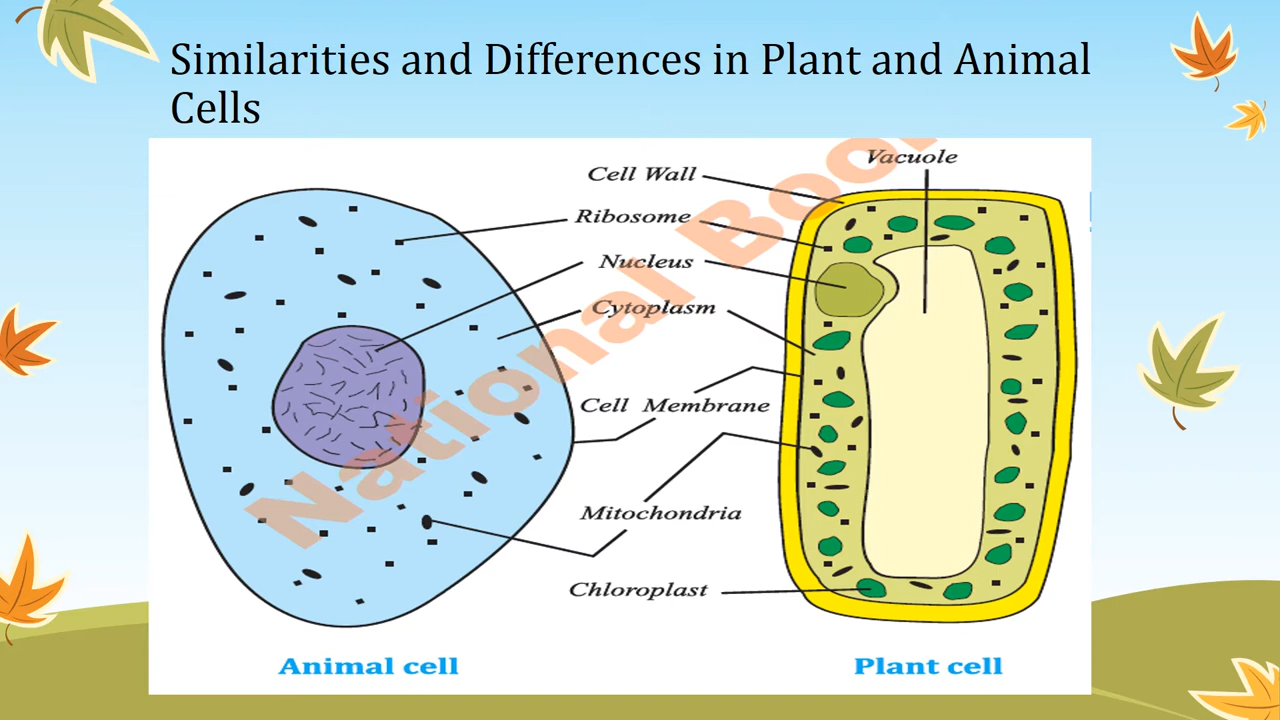 Similarities and Differences in Plant and Animal
Cells
Vacuole
Cell Wall
Ribosome
Nucleus
Cytoplasm
Cell Membrane
Mitochondria
Chloroplast
Animal cell
Plant cell
National Boo